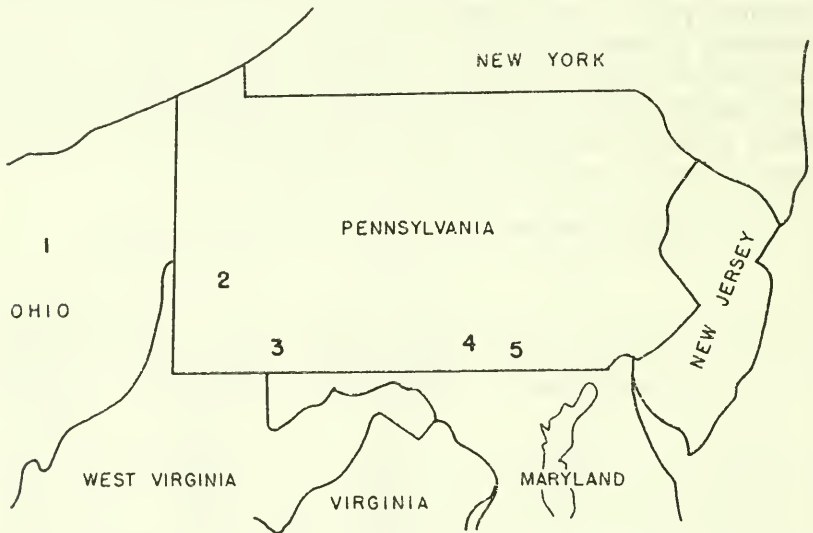 NEW YORK
PENNSYLVANIA
1
2
OHIO
NEW JERSEY
3
4
5
WEST VIRGINIA
VIRGINIA
MARYLAND